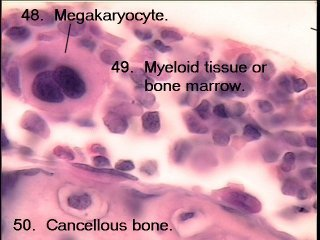 48. Megakaryocyte.
49. Myeloid tissue or
bone marrow.
50. Cancellous bone.